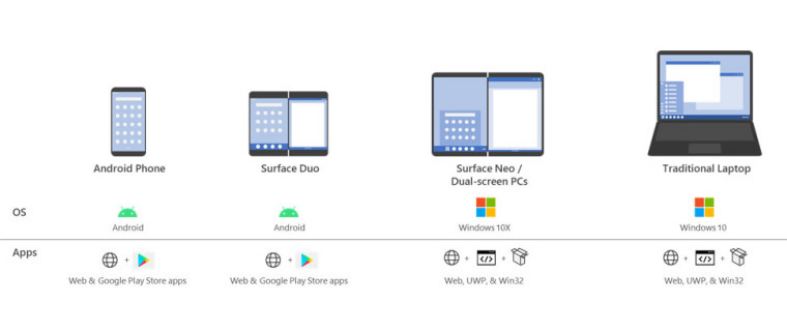 Android Phone
Surface Duo
Surface Neo /
Dual-screen PCs
Traditional Laptop
OS
Android
Android
Windows 10X
Windows 10
Apps
Web & Google Play Store apps
Web & Google Play Store apps
Web, UWP, & Win32
Web, UWP, & Win32